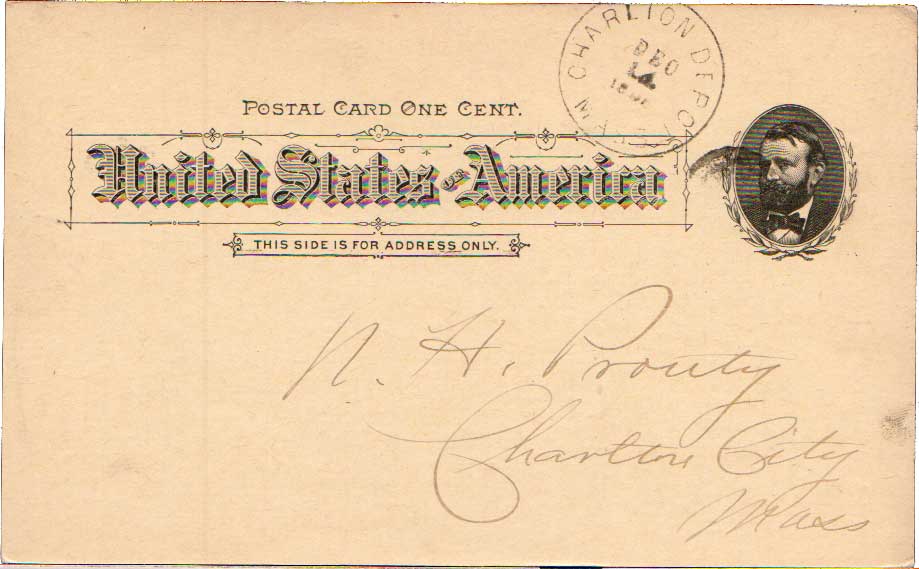 CHARLTON DEPOT MASS
DEC
14
POSTAL CARD ONE CENT.
United States OF America
THIS SIDE IS FOR ADDRESS ONLY.
N. H. Prouty
Charlton City
Mass